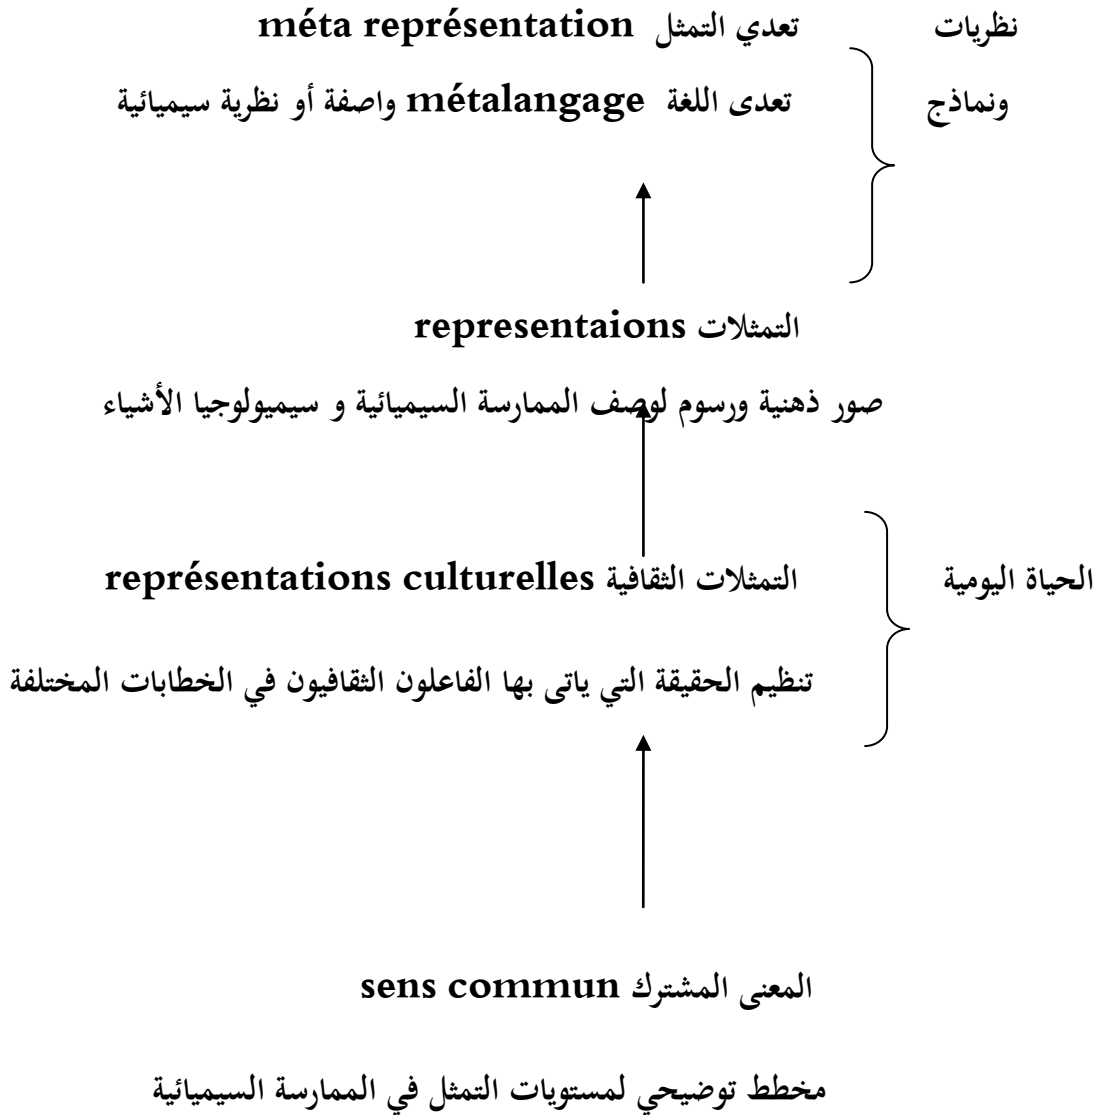 نظريات تعدي التمثل méta représentation
ونماذج تعدى اللغة métalangage واصفة أو نظرية سيميائية
التمثلات representaions
صور ذهنية ورسوم لوصف الممارسة السيميائية و سيميولوجيا الأشياء
الحياة اليومية التمثلات الثقافية représentations culturelles
تنظيم الحقيقة التي ياتى بها الفاعلون الثقافيون في الخطابات المختلفة
المعنى المشترك sens commun
مخطط توضيحي لمستويات التمثل في الممارسة السيميائية